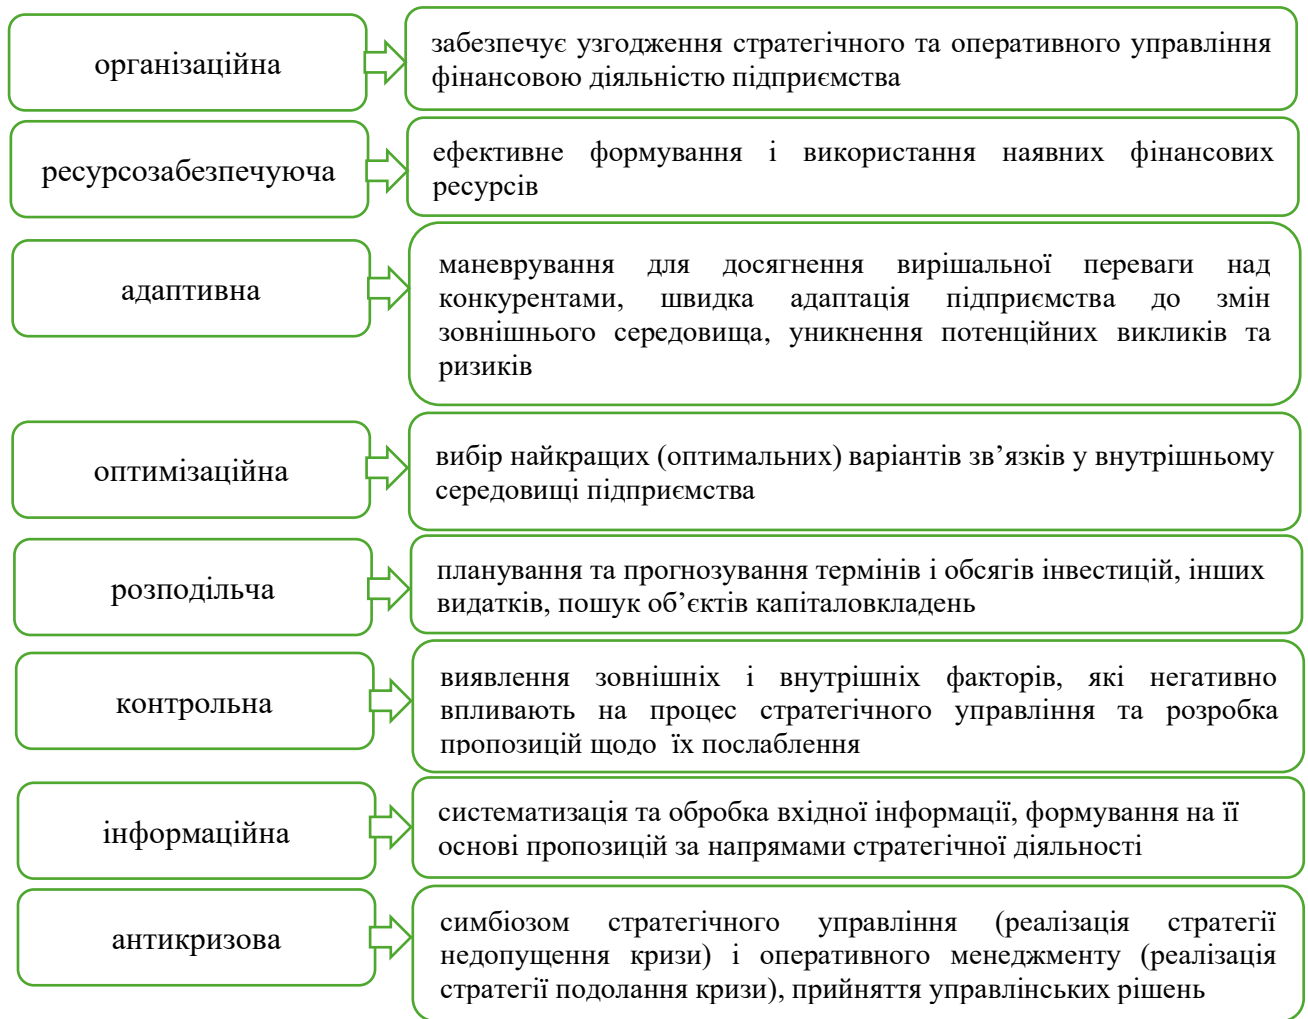 організаційна
забезпечує узгодження стратегічного та оперативного управління
фінансовою діяльністю підприємства
ресурсозабезпечуюча
ефективне формування і використання наявних фінансових
ресурсів
адаптивна
маневрування для досягнення вирішальної переваги над
конкурентами, швидка адаптація підприємства до змін
зовнішнього середовища, уникнення потенційних викликів та
ризиків
оптимізаційна
вибір найкращих (оптимальних) варіантів зв’язків у внутрішньому
середовищі підприємства
розподільча
планування та прогнозування термінів і обсягів інвестицій, інших
видатків, пошук об’єктів капіталовкладень
контрольна
виявлення зовнішніх і внутрішніх факторів, які негативно
впливають на процес стратегічного управління та розробка
пропозицій щодо їх послаблення
інформаційна
систематизація та обробка вхідної інформації, формування на її
основі пропозицій за напрямами стратегічної діяльності
антикризова
симбіозом стратегічного управління (реалізація стратегії
недопущення кризи) і оперативного менеджменту (реалізація
стратегії подолання кризи), прийняття управлінських рішень